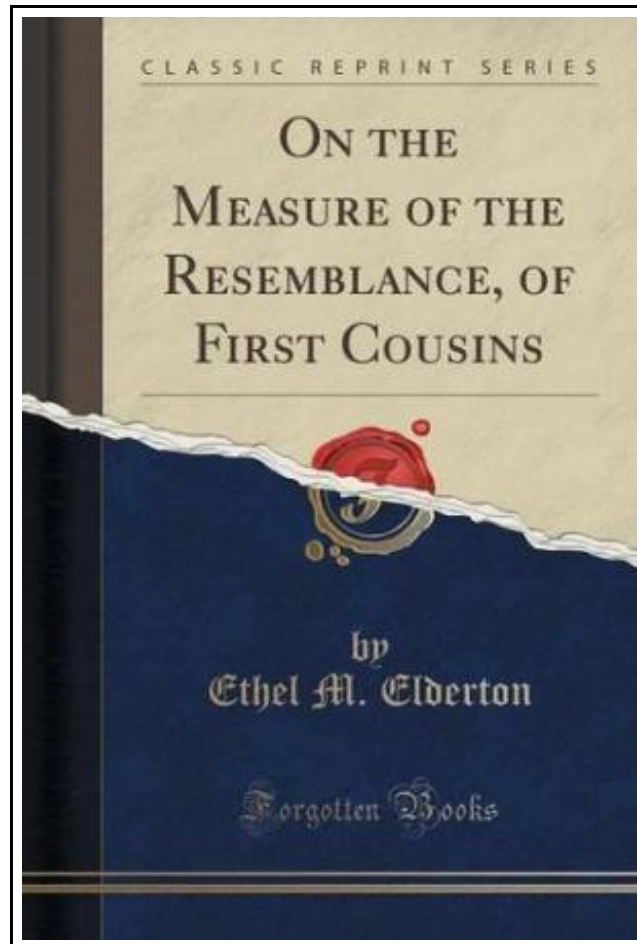 CLASSIC REPRINT SERIES
ON THE
MEASURE OF THE
RESEMBLANCE, OF
FIRST COUSINS
F
by
Ethel M. Elderton
Forgotten Books